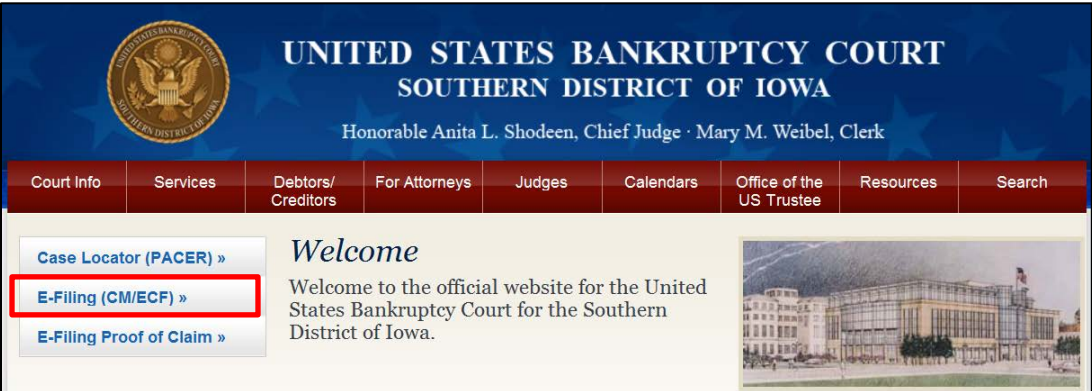 UNITED STATES BANKRUPTCY COURT
SOUTHERN DISTRICT OF IOWA
Honorable Anita L. Shodeen, Chief Judge · Mary M. Weibel, Clerk
Court Info
Services
Debtors/
Creditors
For Attorneys
Judges
Calendars
Office of the
US Trustee
Resources
Search
Case Locator (PACER) »
E-Filing (CM/ECF) »
E-Filing Proof of Claim »
Welcome
Welcome to the official website for the United
States Bankruptcy Court for the Southern
District of Iowa.